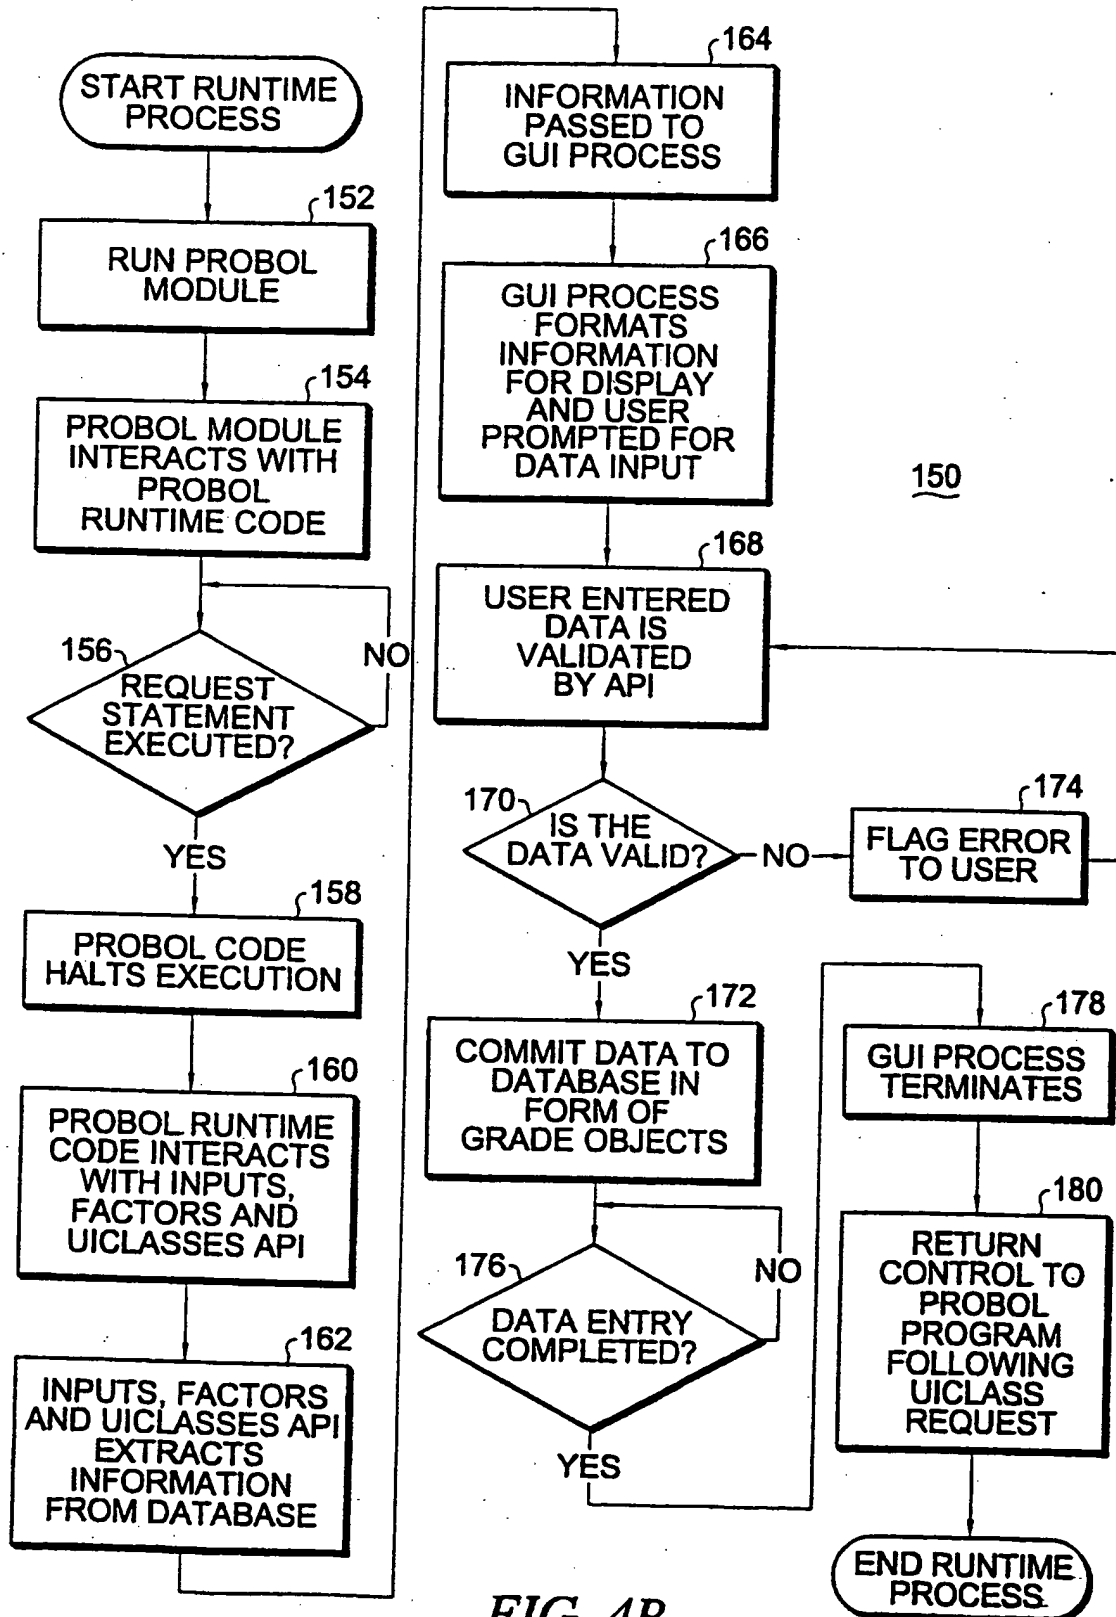 START RUNTIME
PROCESS
152
RUN PROBOL
MODULE
154
PROBOL MODULE
INTERACTS WITH
PROBOL
RUNTIME CODE
156
NO
REQUEST
STATEMENT
EXECUTED?
YES
158
PROBOL CODE
HALTS EXECUTION
160
PROBOL RUNTIME
CODE INTERACTS
WITH INPUTS,
FACTORS AND
UICLASSES API
162
INPUTS, FACTORS
AND UICLASSES API
EXTRACTS
INFORMATION
FROM DATABASE
164
INFORMATION
PASSED TO
GUI PROCESS
166
GUI PROCESS
FORMATS
INFORMATION
FOR DISPLAY
AND USER
PROMPTED FOR
DATA INPUT
150
168
USER ENTERED
DATA IS
VALIDATED
BY API
170
IS THE
DATA VALID?
NO
174
FLAG ERROR
TO USER
YES
172
COMMIT DATA TO
DATABASE IN
FORM OF
GRADE OBJECTS
176
NO
DATA ENTRY
COMPLETED?
YES
178
GUI PROCESS
TERMINATES
180
RETURN
CONTROL TO
PROBOL
PROGRAM
FOLLOWING
UICLASS
REQUEST
END RUNTIME
PROCESS
FIG. 4B